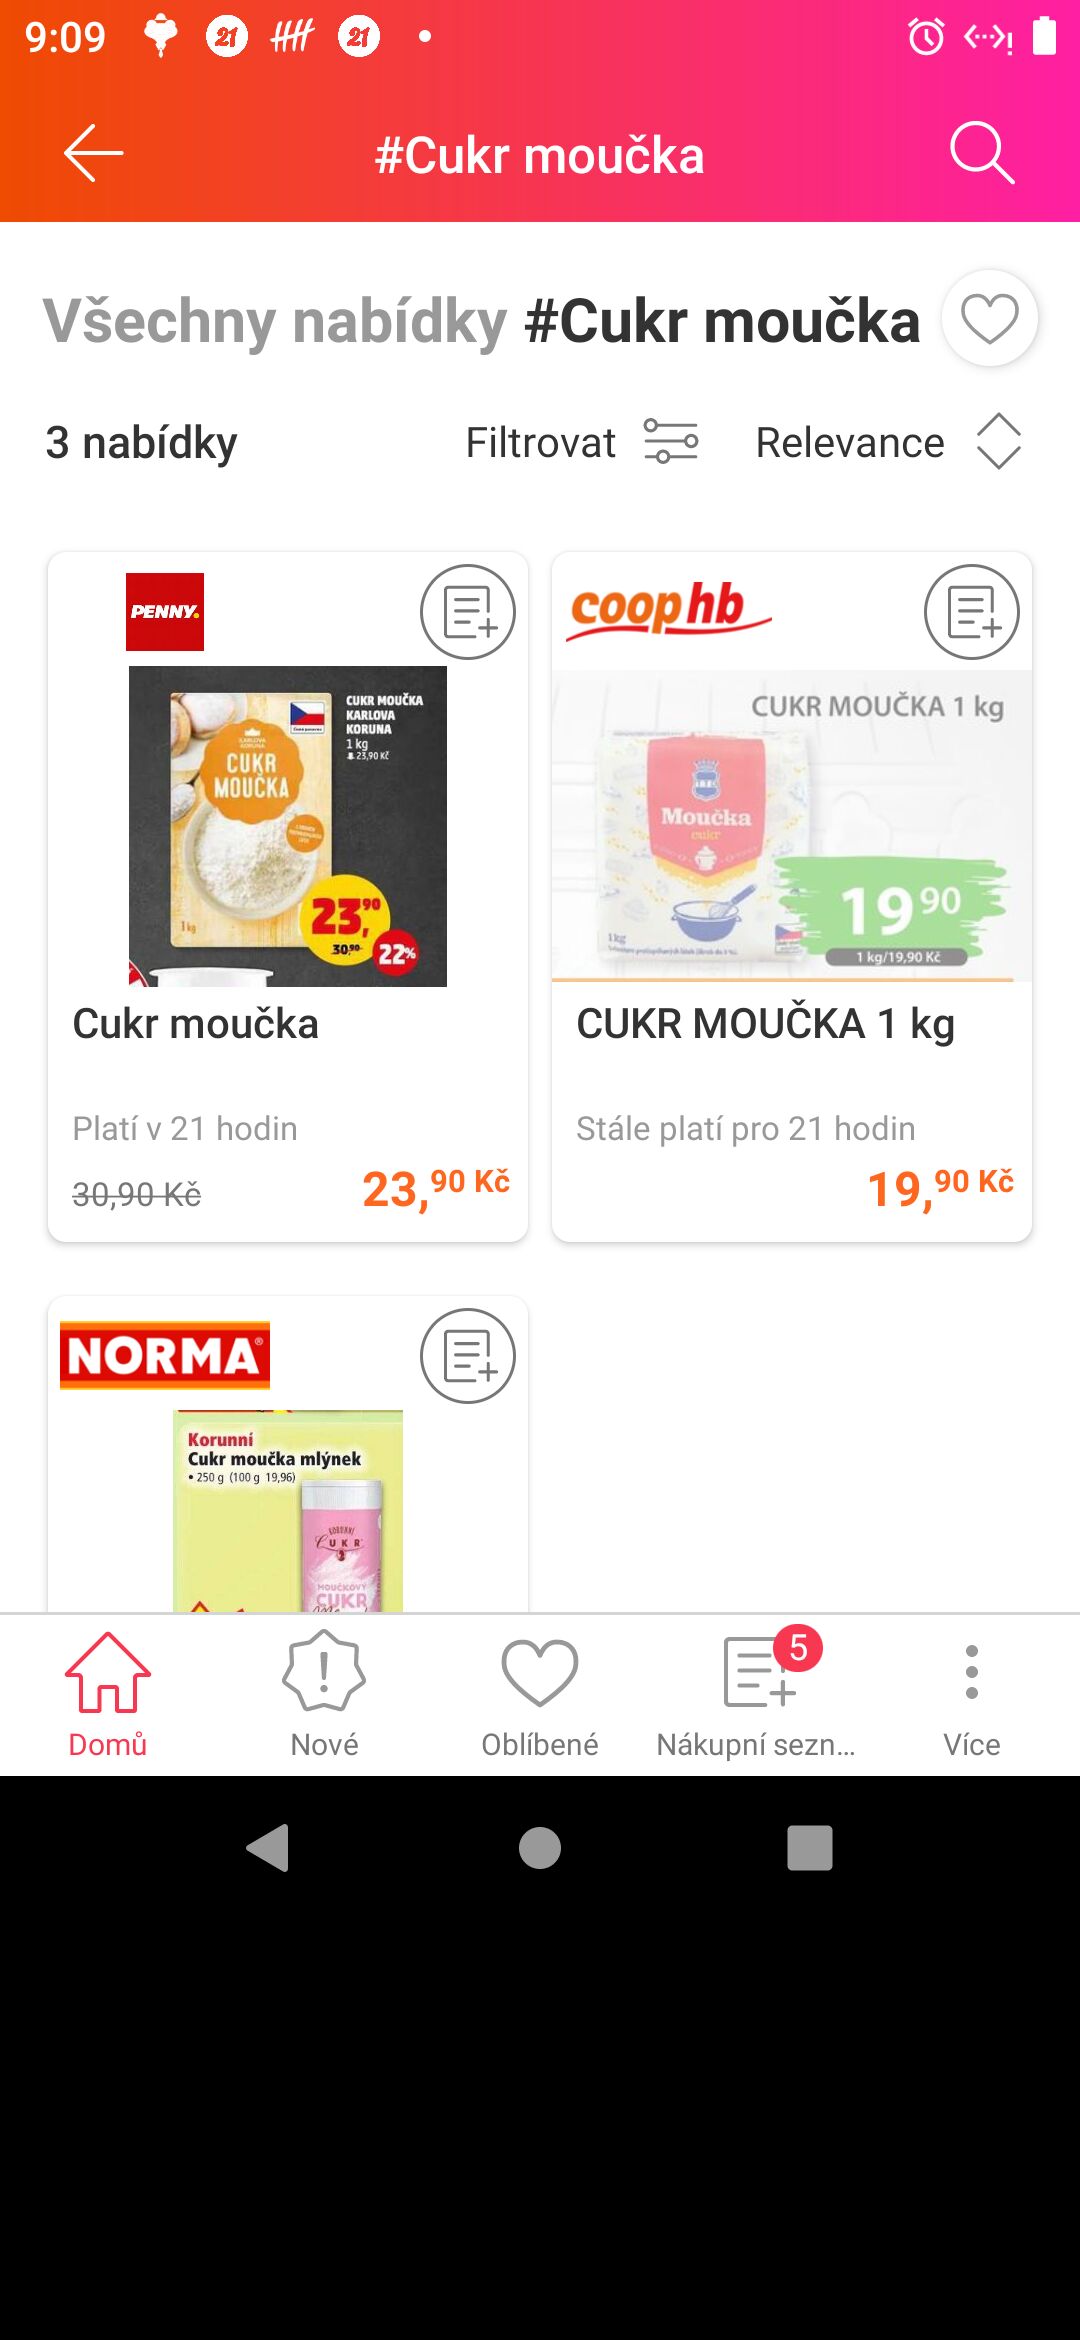 9:09
#Cukr moučka
Všechny nabídky #Cukr moučka
3 nabídky
Filtrovat
Relevance
PENNY.
CUKR MOUČKA
KARLOVA
KORUNA
1 kg
23,90 Kč
KARLOVA
KORUNA
CUKR
MOUČKA
1 kg
23,90
30,90
22%
Cukr moučka
Platí v 21 hodin
30,90 Kč
23,90 Kč
coop hb
CUKR MOUČKA 1 kg
Moučka
cukr
1kg
19 90
1 kg/19,90 Kč
CUKR MOUČKA 1 kg
Stále platí pro 21 hodin
19,90 Kč
NORMA®
Korunní
Cukr moučka mlýnek
• 250 g (100 g 19,96)
KORUNNÍ
CUKR
MOUČKOVÝ
CUKR
Domů
Nové
Oblíbené
5
Nákupní sezn...
Více